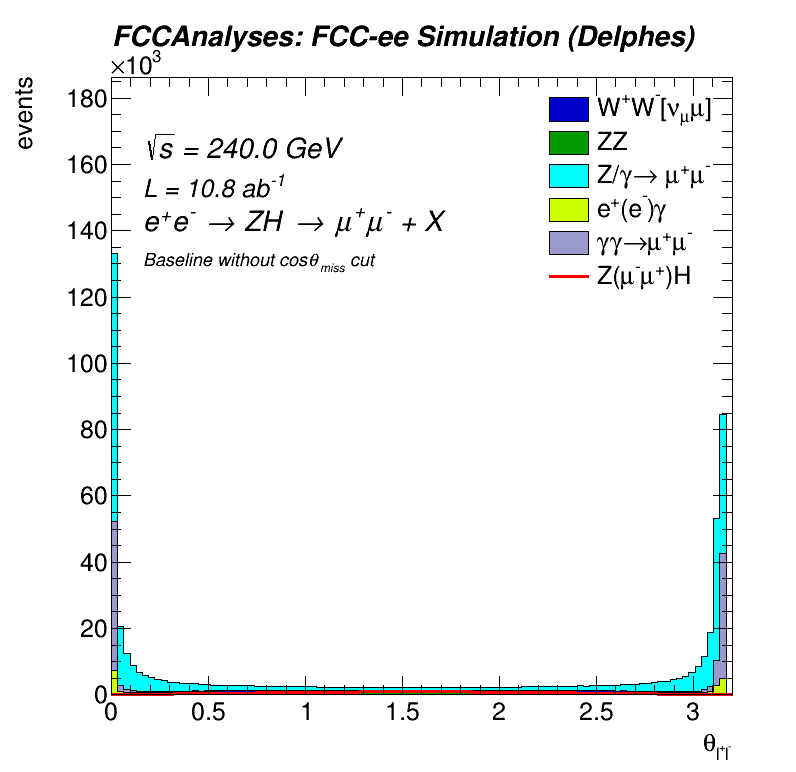 FCCAnalyses: FCC-ee Simulation (Delphes)
×10³
events
180
160
140
120
100
80
60
40
20
0
√s = 240.0 GeV
L = 10.8 ab⁻¹
e⁺e⁻ → ZH → μ⁺μ⁻ + X
Baseline without cosθ_miss cut
W⁺W⁻[ν_μμ]
ZZ
Z/γ→ μ⁺μ⁻
e⁺(e⁻)γ
γγ→μ⁺μ⁻
Z(μ⁻μ⁺)H
0 0.5 1 1.5 2 2.5 3
θ_l⁺l⁻